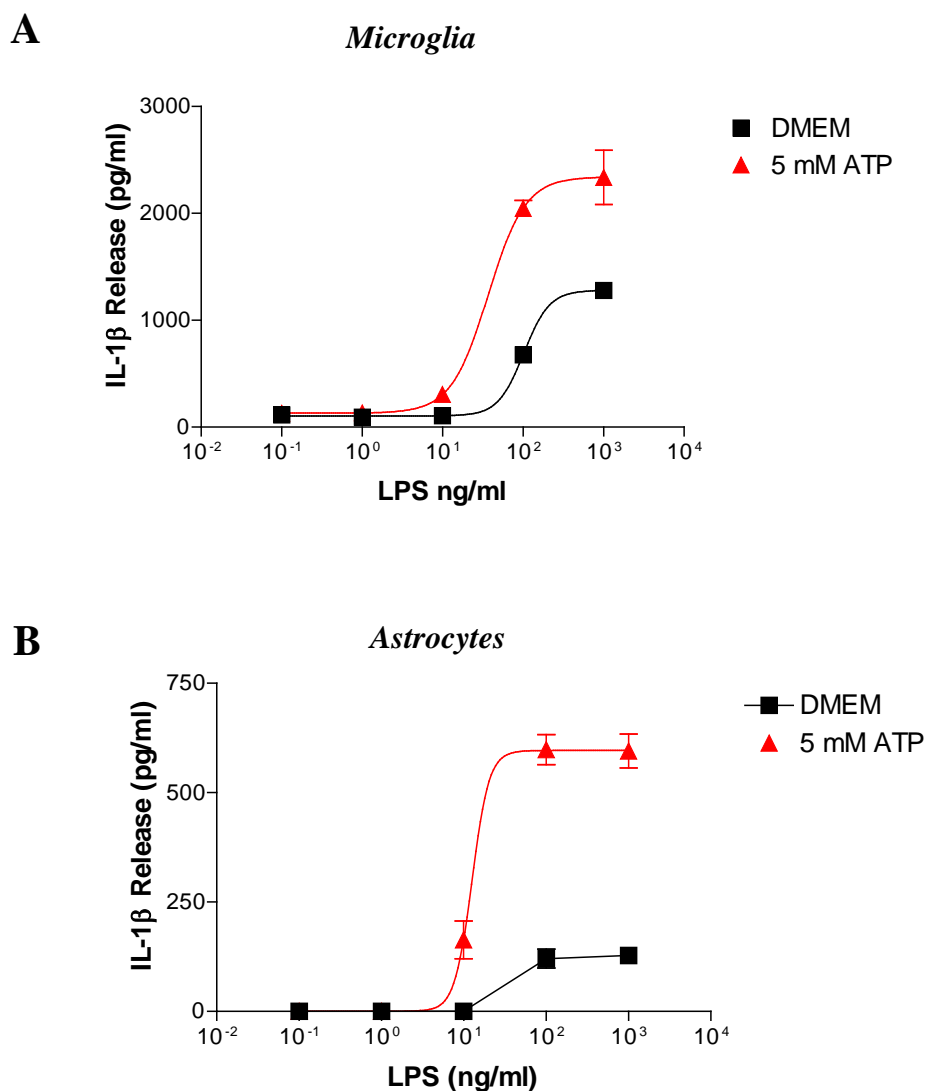 A
Microglia
3000
2000
1000
0
IL-1β Release (pg/ml)
10⁻² 10⁻¹ 10⁰ 10¹ 10² 10³ 10⁴
LPS ng/ml
DMEM
5 mM ATP
B
Astrocytes
750
500
250
0
IL-1β Release (pg/ml)
10⁻² 10⁻¹ 10⁰ 10¹ 10² 10³ 10⁴
LPS (ng/ml)
DMEM
5 mM ATP